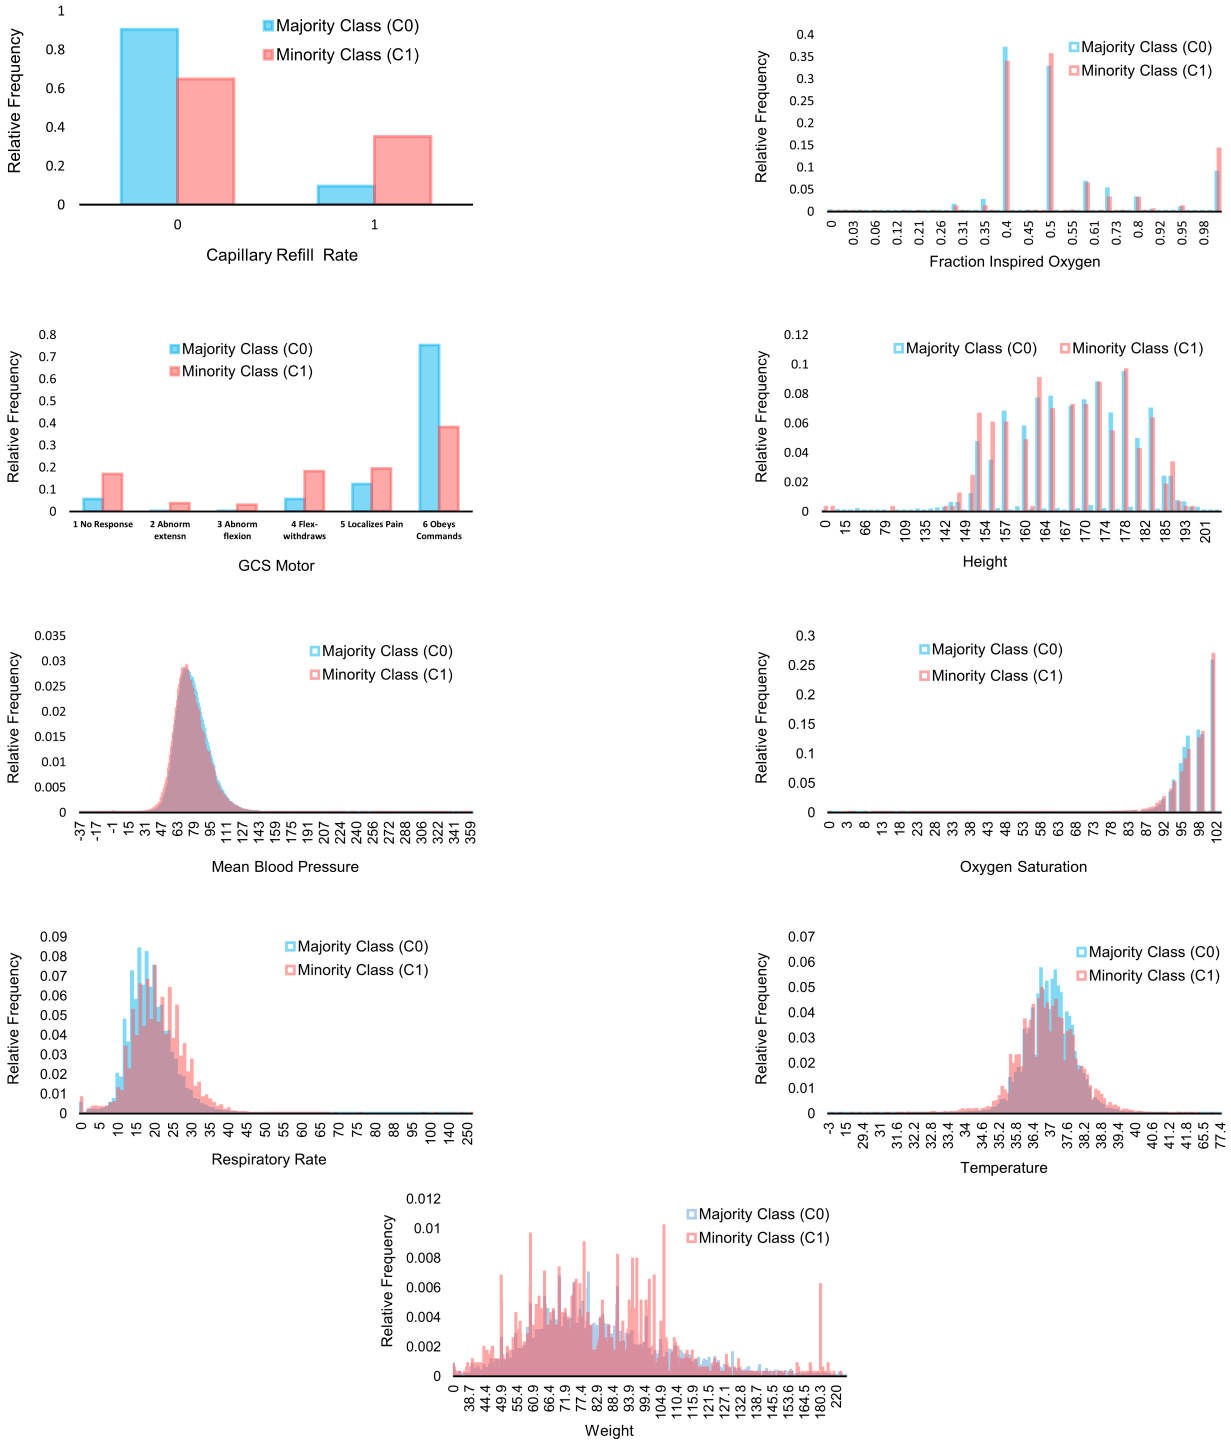 1
0.8
0.6
0.4
0.2
0
Relative Frequency
Majority Class (C0)
Minority Class (C1)
0 1
Capillary Refill Rate
0.4
0.35
0.3
0.25
0.2
0.15
0.1
0.05
0
Relative Frequency
Majority Class (C0)
Minority Class (C1)
0 0.03 0.06 0.12 0.21 0.26 0.31 0.35 0.4 0.45 0.5 0.55 0.61 0.73 0.8 0.92 0.95 0.98
Fraction Inspired Oxygen
0.8
0.7
0.6
0.5
0.4
0.3
0.2
0.1
0
Relative Frequency
Majority Class (C0)
Minority Class (C1)
1 No Response 2 Abnorm 3 Abnorm 4 Flex- 5 Localizes Pain 6 Obeys
extensn flexion withdraws Commands
GCS Motor
0.12
0.1
0.08
0.06
0.04
0.02
0
Relative Frequency
Majority Class (C0) Minority Class (C1)
0 15 66 79 109 135 142 149 154 157 160 164 167 170 174 178 182 185 193 201
Height
0.035
0.03
0.025
0.02
0.015
0.01
0.005
0
Relative Frequency
Majority Class (C0)
Minority Class (C1)
-37 -17 -1 15 31 47 63 79 95 111 127 143 159 175 191 207 224 240 256 272 288 306 322 341 359
Mean Blood Pressure
0.3
0.25
0.2
0.15
0.1
0.05
0
Relative Frequency
Majority Class (C0)
Minority Class (C1)
0 3 8 13 18 23 28 33 38 43 48 53 58 63 68 73 78 83 87 92 95 98 102
Oxygen Saturation
0.09
0.08
0.07
0.06
0.05
0.04
0.03
0.02
0.01
0
Relative Frequency
Majority Class (C0)
Minority Class (C1)
0 5 10 15 20 25 30 35 40 45 50 55 60 65 70 75 80 88 95 100 140 250
Respiratory Rate
0.07
0.06
0.05
0.04
0.03
0.02
0.01
0
Relative Frequency
Majority Class (C0)
Minority Class (C1)
-3 15 29.4 31 31.6 32.2 32.8 33.4 34 34.6 35.2 35.8 36.4 37 37.6 38.2 38.8 39.4 40 40.6 41.2 41.8 65.5 77.4
Temperature
0.012
0.01
0.008
0.006
0.004
0.002
0
Relative Frequency
Majority Class (C0)
Minority Class (C1)
0 38.7 44.4 49.9 55.4 60.9 66.4 71.9 77.4 82.9 88.4 93.9 99.4 104.9 110.4 115.9 121.5 127.1 132.8 138.7 145.5 153.6 164.5 180.3 220
Weight